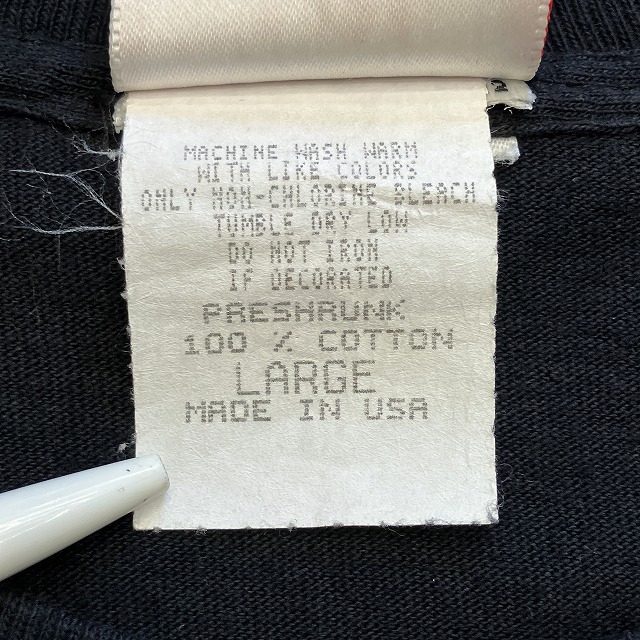 MACHINE WASH WARM
WITH LIKE COLORS
ONLY NON-CHLORINE BLEACH
TUMBLE DRY LOW
DO NOT IRON
IF DECORATED
PRESHRUNK
100 % COTTON
LARGE
MADE IN USA